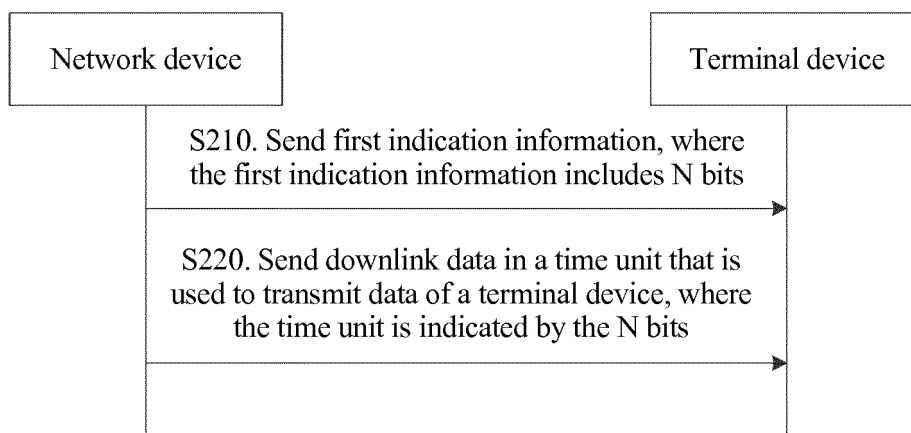 Network device
Terminal device
S210. Send first indication information, where
the first indication information includes N bits
S220. Send downlink data in a time unit that is
used to transmit data of a terminal device, where
the time unit is indicated by the N bits